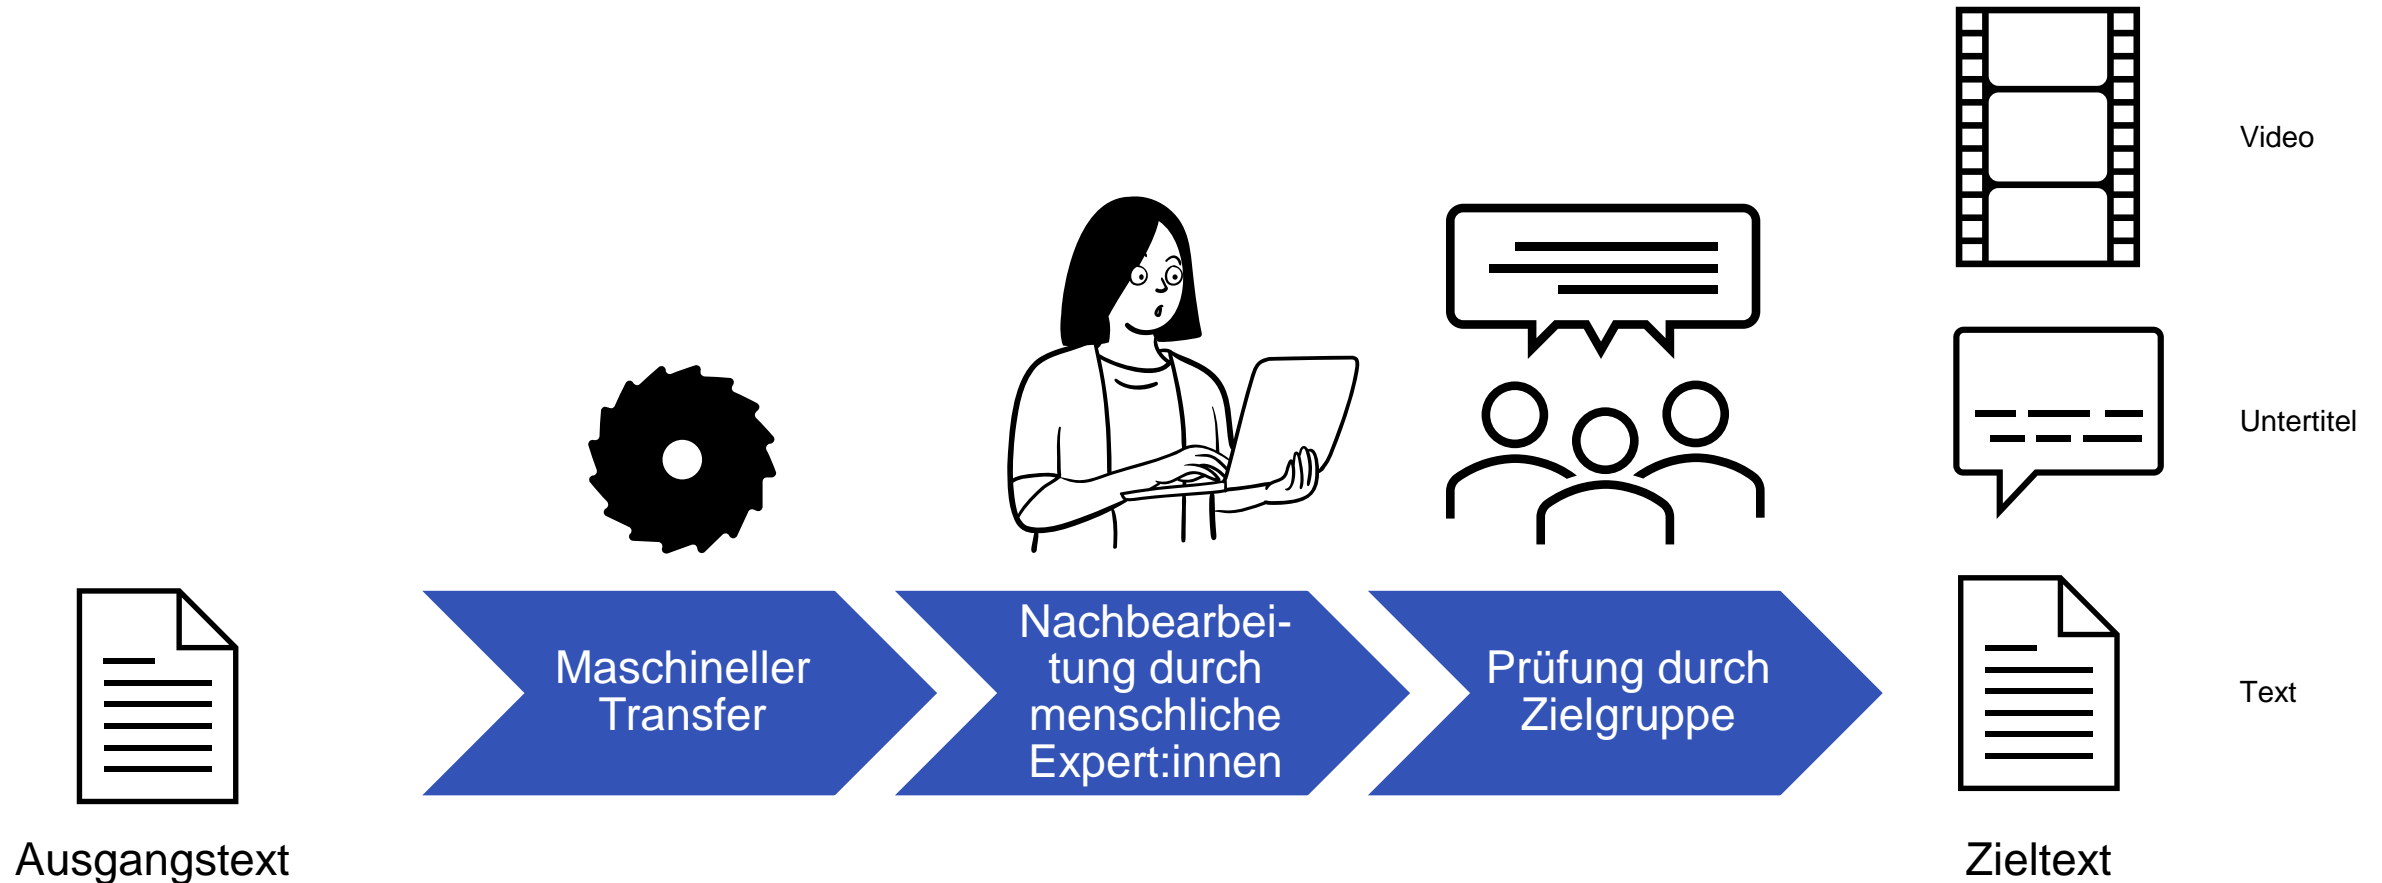 Ausgangstext
Maschineller
Transfer
Nachbearbei-
tung durch
menschliche
Expert:innen
Prüfung durch
Zielgruppe
Video
Untertitel
Text
Zieltext